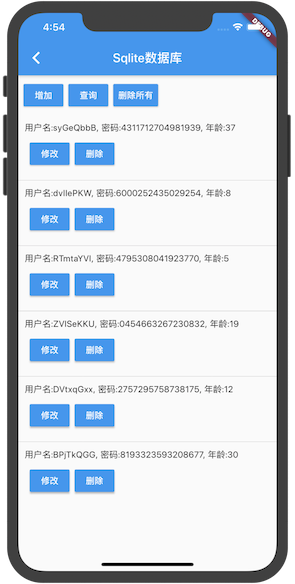 4:54
DEBUG
Sqlite数据库
增加 查询 删除所有
用户名:syGeQbbB, 密码:4311712704981939, 年龄:37
修改 删除
用户名:dvllePKW, 密码:6000252435029254, 年龄:8
修改 删除
用户名:RTmtaYVl, 密码:4795308041923770, 年龄:5
修改 删除
用户名:ZVlSeKKU, 密码:0454663267230832, 年龄:19
修改 删除
用户名:DVtxqGxx, 密码:2757295758738175, 年龄:12
修改 删除
用户名:BPjTkQGG, 密码:8193323593208677, 年龄:30
修改 删除